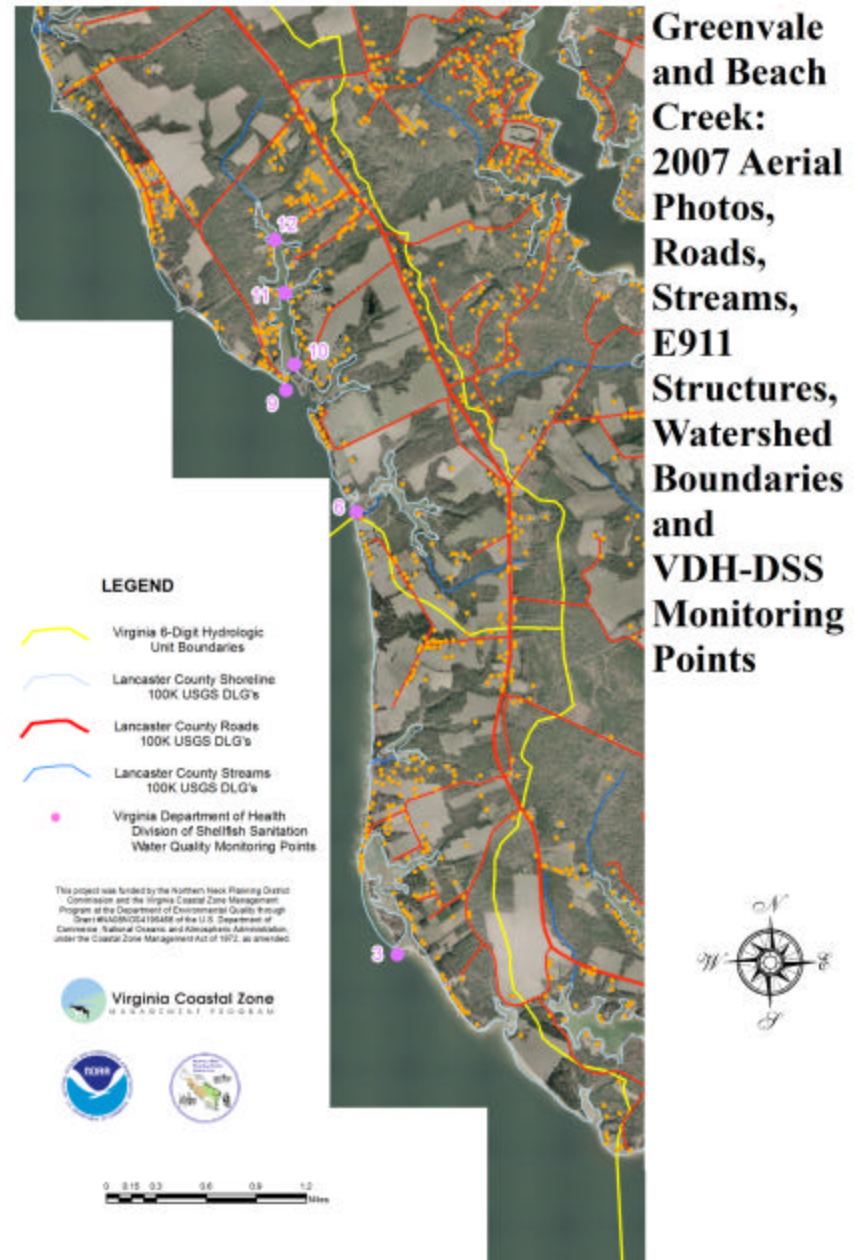 Greenvale
and Beach
Creek:
2007 Aerial
Photos,
Roads,
Streams,
E911
Structures,
Watershed
Boundaries
and
VDH-DSS
Monitoring
Points
12
11
10
9
6
3
LEGEND
Virginia 6-Digit Hydrologic
Unit Boundaries
Lancaster County Shoreline
100K USGS DLG's
Lancaster County Roads
100K USGS DLG's
Lancaster County Streams
100K USGS DLG's
Virginia Department of Health
Division of Shellfish Sanitation
Water Quality Monitoring Points
This project was funded by the Northern Neck Planning District
Commission and the Virginia Coastal Zone Management
Program at the Department of Environmental Quality through
Grant of the U.S. Department of
Commerce, National Oceanic and Atmospheric Administration,
under the Coastal Zone Management Act of 1972, as amended.
Virginia Coastal Zone
MANAGEMENT PROGRAM
NOAA
N
W E
S
0 0.15 0.3 0.6 0.9 1.2
Miles